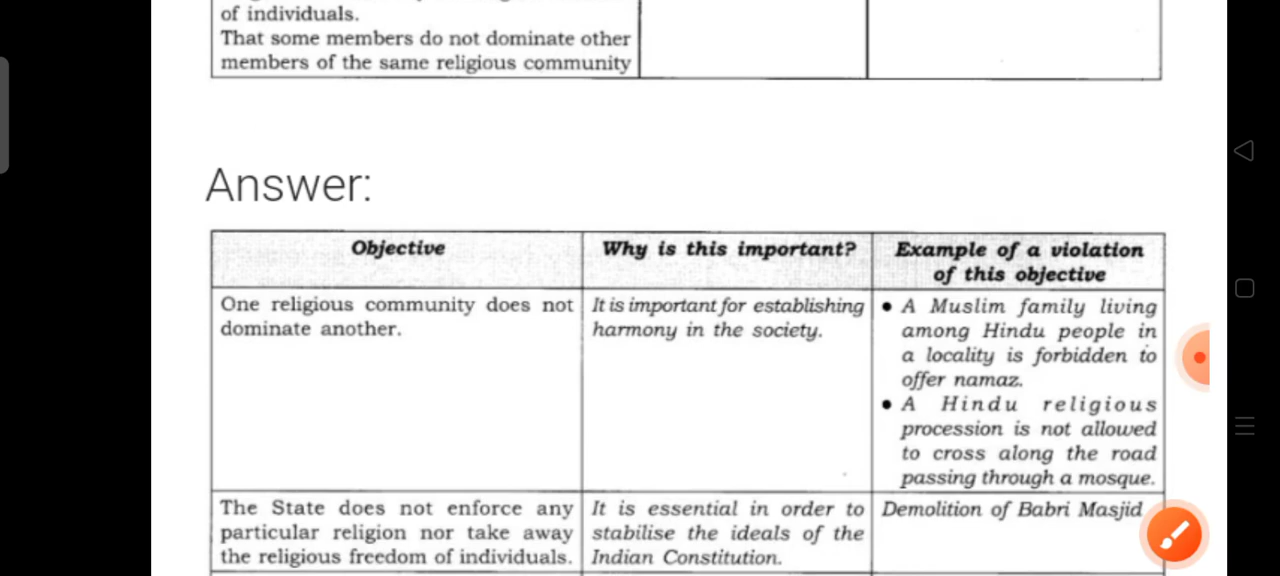 of individuals.
That some members do not dominate other
members of the same religious community
Answer:
Objective
Why is this important?
Example of a violation
of this objective
One religious community does not
dominate another.
It is important for establishing
harmony in the society.
• A Muslim family living
among Hindu people in
a locality is forbidden to
offer namaz.
• A Hindu religious
procession is not allowed
to cross along the road
passing through a mosque.
The State does not enforce any
particular religion nor take away
the religious freedom of individuals.
It is essential in order to
stabilise the ideals of the
Indian Constitution.
Demolition of Babri Masjid